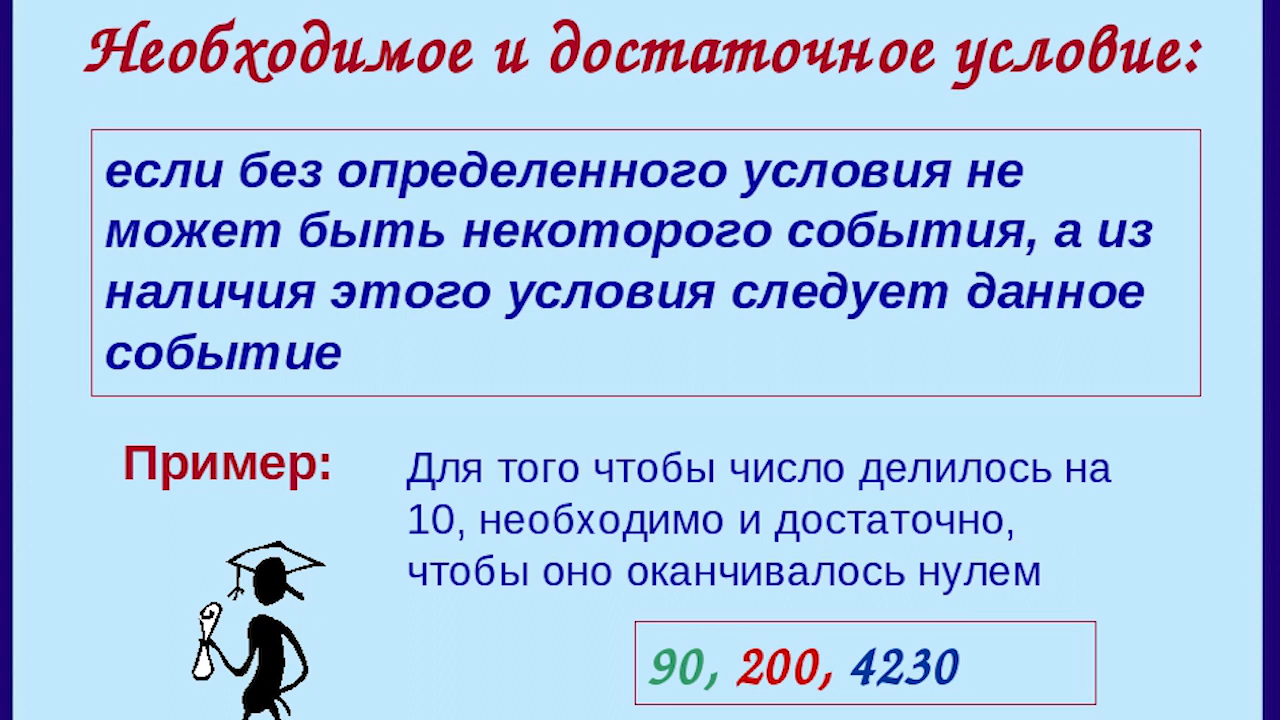 Необходимое и достаточное условие:
если без определенного условия не
может быть некоторого события, а из
наличия этого условия следует данное
событие
Пример:
Для того чтобы число делилось на
10, необходимо и достаточно,
чтобы оно оканчивалось нулем
90, 200, 4230